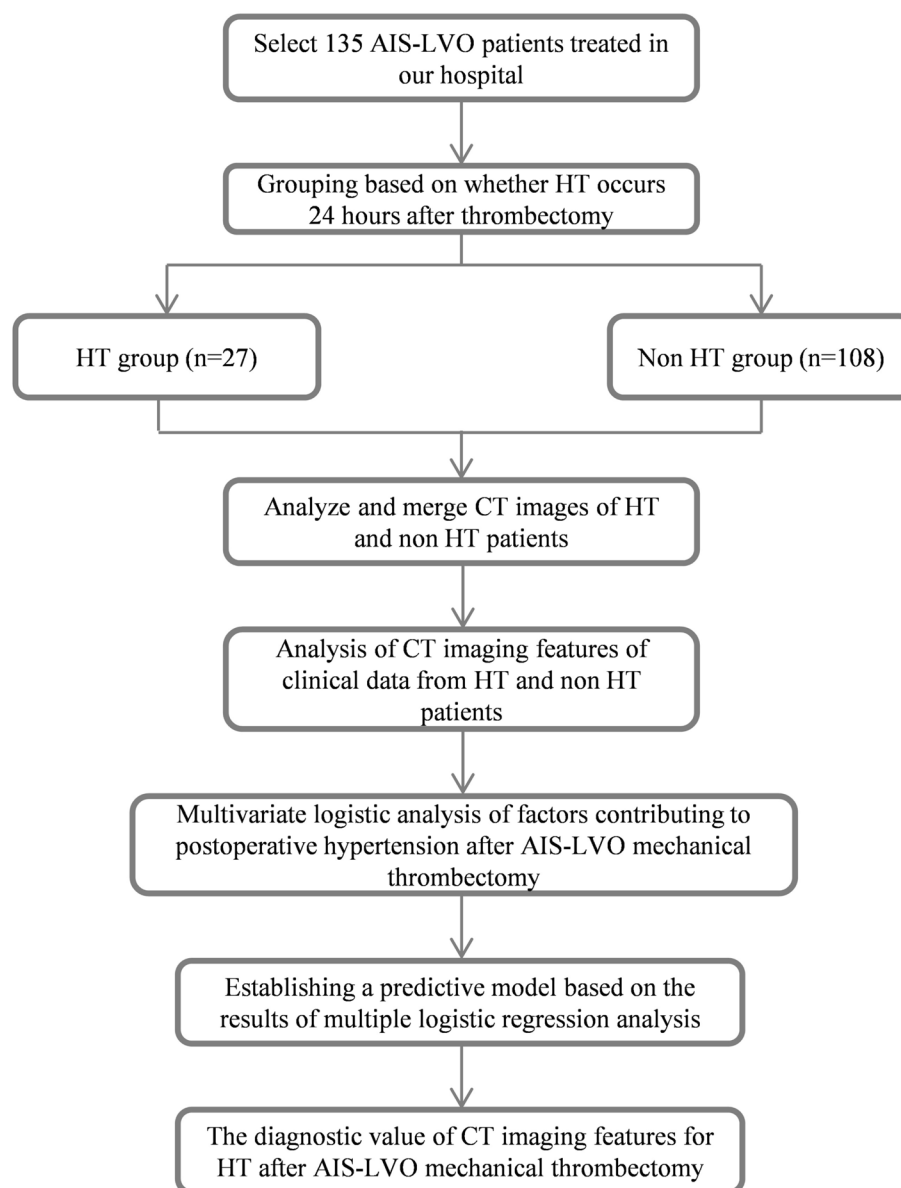 Select 135 AIS-LVO patients treated in
our hospital
Grouping based on whether HT occurs
24 hours after thrombectomy
HT group (n=27)
Non HT group (n=108)
Analyze and merge CT images of HT
and non HT patients
Analysis of CT imaging features of
clinical data from HT and non HT
patients
Multivariate logistic analysis of factors contributing to
postoperative hypertension after AIS-LVO mechanical
thrombectomy
Establishing a predictive model based on the
results of multiple logistic regression analysis
The diagnostic value of CT imaging features for
HT after AIS-LVO mechanical thrombectomy